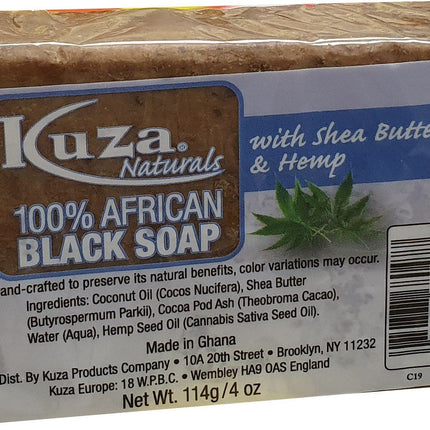 Kuza®
Naturals
100% AFRICAN
BLACK SOAP
with Shea Butte
& Hemp
and-crafted to preserve its natural benefits, color variations may occur.
Ingredients: Coconut Oil (Cocos Nucifera), Shea Butter
(Butyrospermum Parkii), Cocoa Pod Ash (Theobroma Cacao),
Water (Aqua), Hemp Seed Oil (Cannabis Sativa Seed Oil).
Made in Ghana
Dist. By Kuza Products Company • 10A 20th Street • Brooklyn, NY 11232
Kuza Europe: 18 W.P.B.C. • Wembley HA9 OAS England
Net Wt. 114g/4 oz
C19